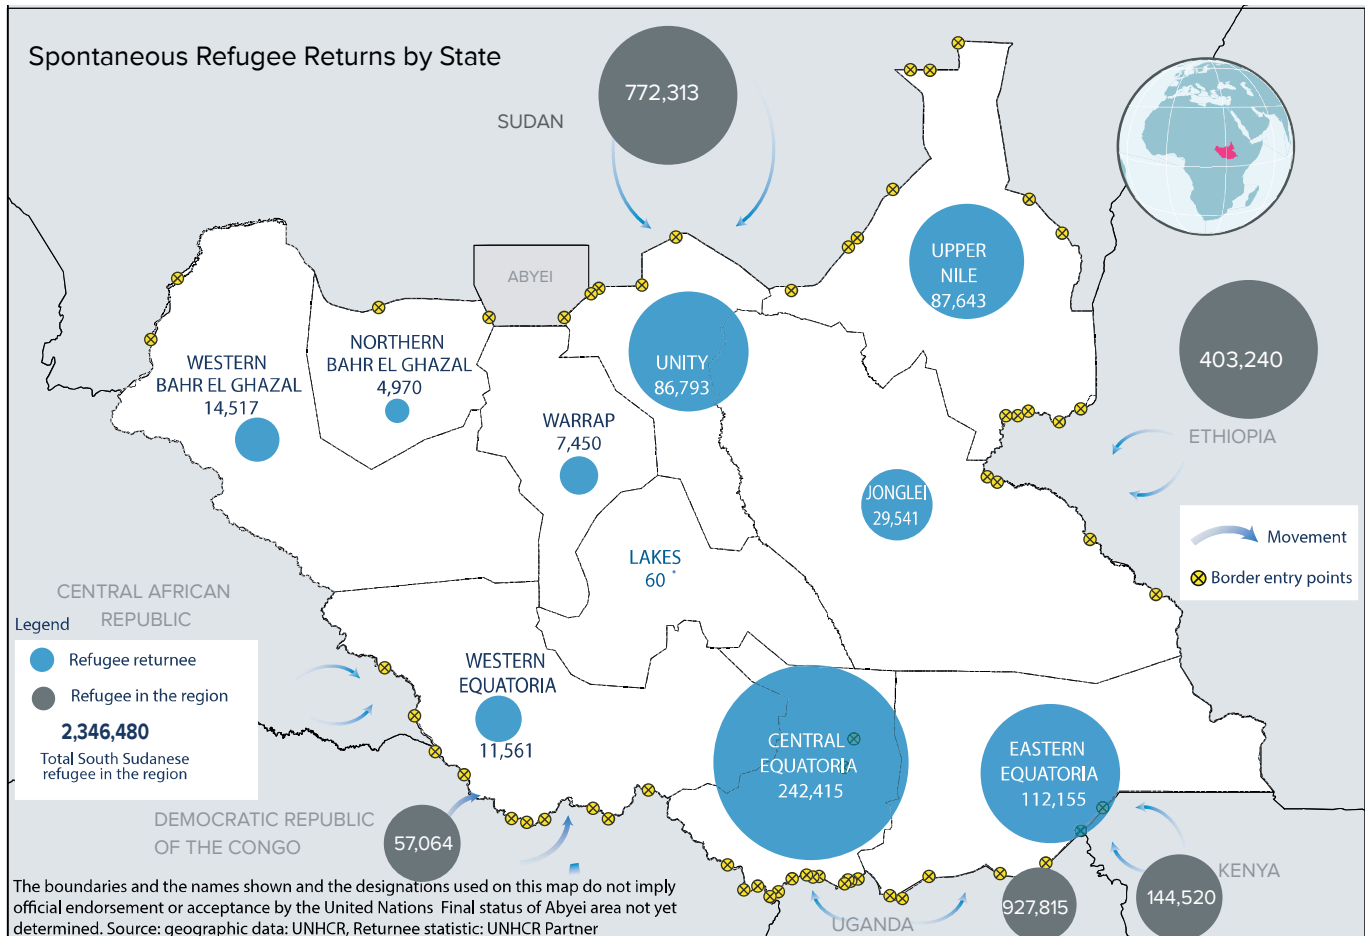 Spontaneous Refugee Returns by State
772,313
SUDAN
UPPER
NILE
87,643
ABYEI
NORTHERN
BAHR EL GHAZAL
4,970
WESTERN
BAHR EL GHAZAL
14,517
UNITY
86,793
403,240
ETHIOPIA
WARRAP
7,450
JONGLEI
29,541
LAKES
60 *
Movement
Border entry points
CENTRAL AFRICAN
REPUBLIC
Legend
Refugee returnee
Refugee in the region
2,346,480
Total South Sudanese
refugee in the region
WESTERN
EQUATORIA
11,561
CENTRAL
EQUATORIA
242,415
EASTERN
EQUATORIA
112,155
DEMOCRATIC REPUBLIC
OF THE CONGO
57,064
KENYA
144,520
927,815
UGANDA
The boundaries and the names shown and the designations used on this map do not imply
official endorsement or acceptance by the United Nations Final status of Abyei area not yet
determined. Source: geographic data: UNHCR, Returnee statistic: UNHCR Partner